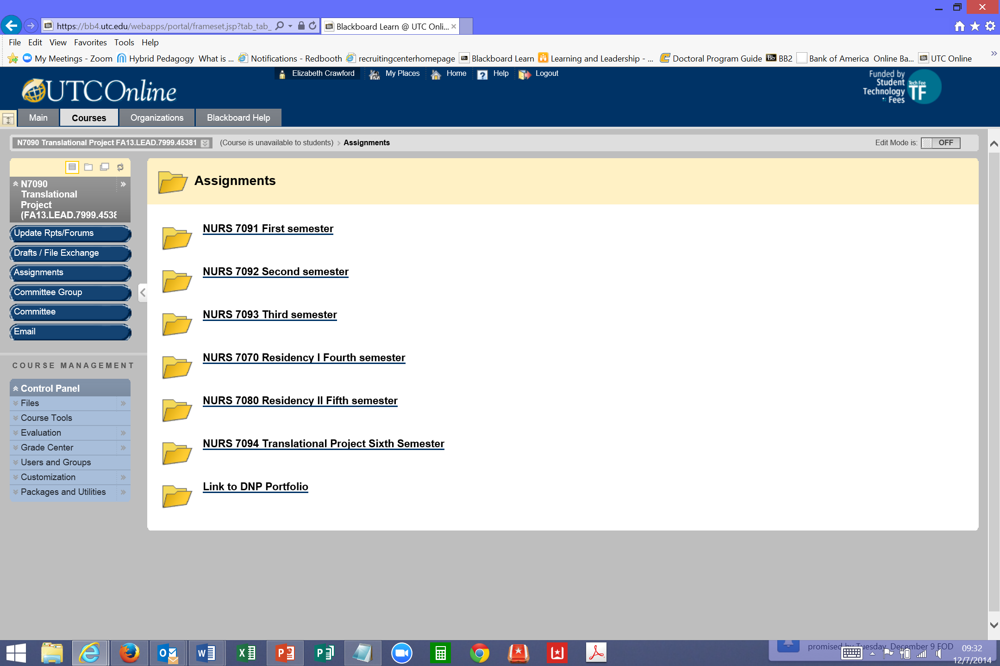 https://bb4.utc.edu/webapps/portal/frameset.jsp?tab_tab_
Blackboard Learn @ UTC Onli...
File Edit View Favorites Tools Help
My Meetings - Zoom Hybrid Pedagogy What is ... Notifications - Redbooth recruitingcenterhomepage Blackboard Learn Learning and Leadership - ... Doctoral Program Guide BB2 Bank of America Online Ba... UTC Online
Elizabeth Crawford My Places Home Help Logout
UTCOnline
Funded by
Student
Technology
Fees
Tech Fee
TF
Main Courses Organizations Blackboard Help
N7090 Translational Project FA13.LEAD.7999.45381 (Course is unavailable to students) Assignments
Edit Mode is: OFF
N7090
Translational
Project
(FA13.LEAD.7999.4538
Update Rpts/Forums
Drafts / File Exchange
Assignments
Committee Group
Committee
Email
COURSE MANAGEMENT
Control Panel
Files
Course Tools
Evaluation
Grade Center
Users and Groups
Customization
Packages and Utilities
Assignments
NURS 7091 First semester
NURS 7092 Second semester
NURS 7093 Third semester
NURS 7070 Residency I Fourth semester
NURS 7080 Residency II Fifth semester
NURS 7094 Translational Project Sixth Semester
Link to DNP Portfolio
promised by Tuesday, December 9 EOD
09:32
12/7/2014